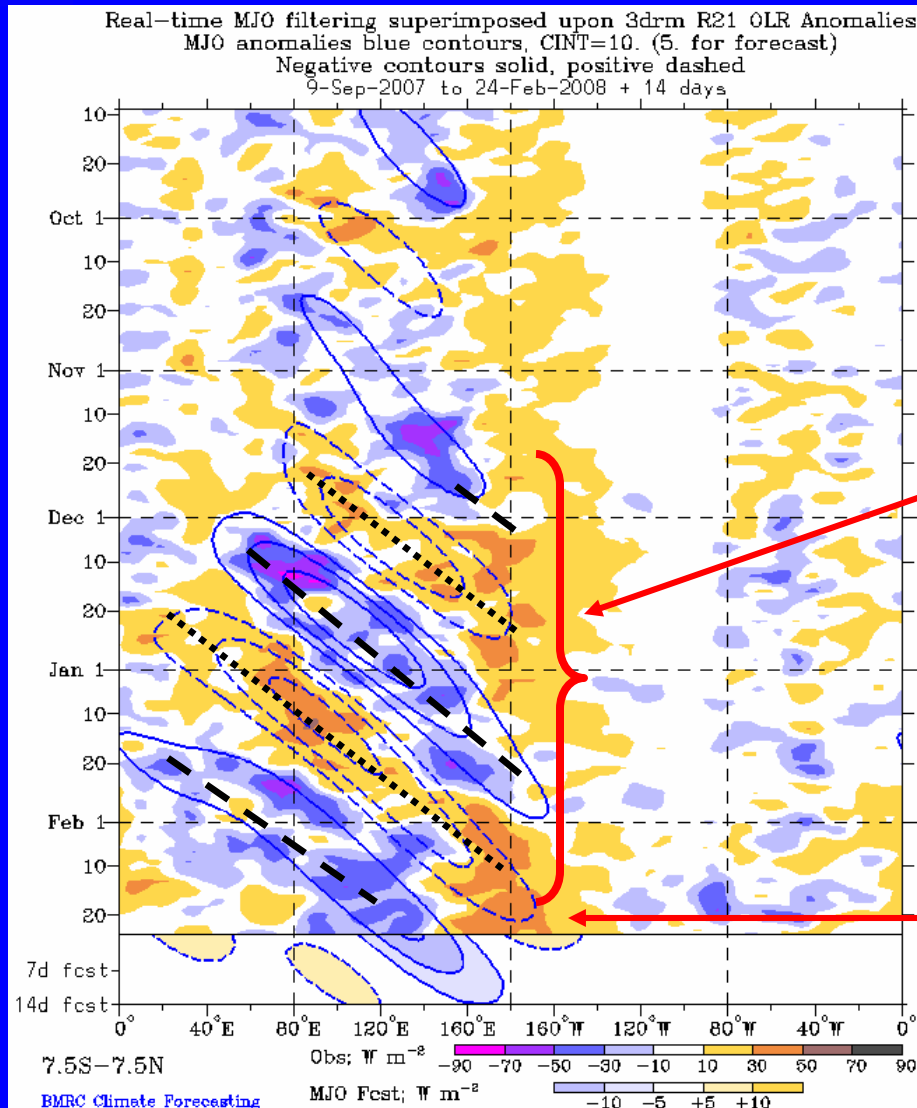 Real-time MJO filtering superimposed upon 3drm R21 OLR Anomalies
MJO anomalies blue contours, CINT=10. (5. for forecast)
Negative contours solid, positive dashed
9-Sep-2007 to 24-Feb-2008 + 14 days
10
20
Oct 1
10
20
Nov 1
10
20
Dec 1
10
20
Jan 1
10
20
Feb 1
10
20
7d fcst
14d fcst
0° 40°E 80°E 120°E 160°E 160°W 120°W 80°W 40°W 0°
7.5S-7.5N
Obs; W m⁻²
-90 -70 -50 -30 -10 10 30 50 70 90
MJO Fcst; W m⁻²
-10 -5 +5 +10
BMRC Climate Forecasting